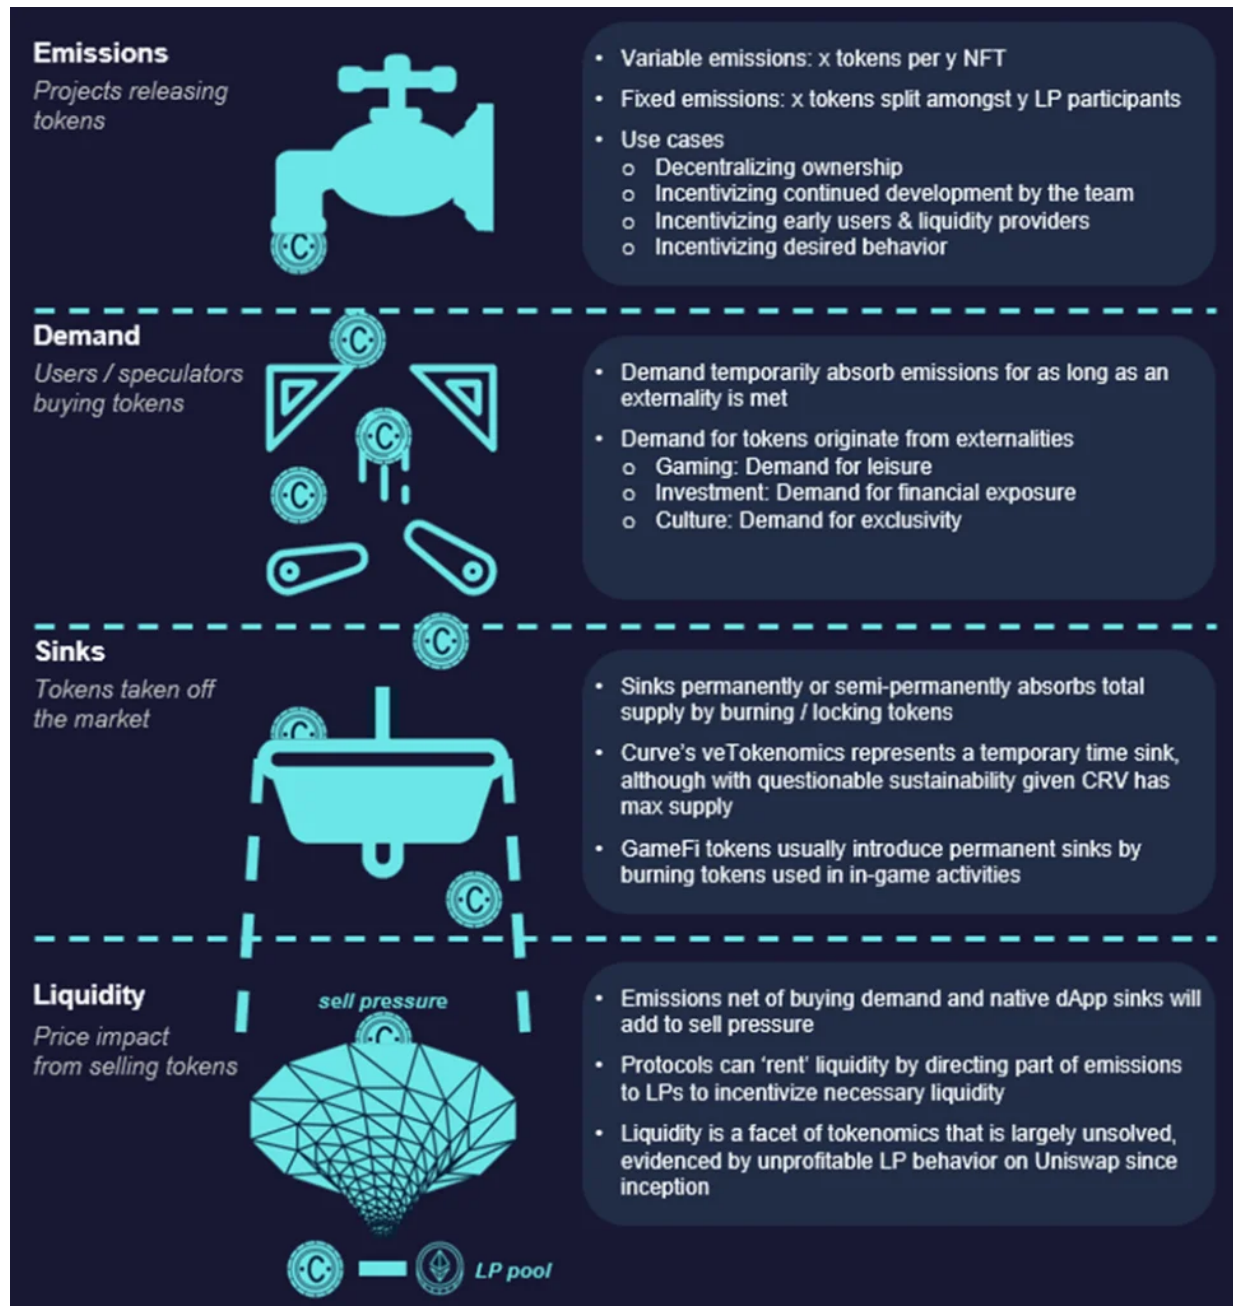 Emissions
Projects releasing
tokens
• Variable emissions: x tokens per y NFT
• Fixed emissions: x tokens split amongst y LP participants
• Use cases
o Decentralizing ownership
o Incentivizing continued development by the team
o Incentivizing early users & liquidity providers
o Incentivizing desired behavior
C
Demand
Users / speculators
buying tokens
C
C
C
• Demand temporarily absorb emissions for as long as an
externality is met
• Demand for tokens originate from externalities
o Gaming: Demand for leisure
o Investment: Demand for financial exposure
o Culture: Demand for exclusivity
C
Sinks
Tokens taken off
the market
C
C
• Sinks permanently or semi-permanently absorbs total
supply by burning / locking tokens
• Curve's veTokenomics represents a temporary time sink,
although with questionable sustainability given CRV has
max supply
• GameFi tokens usually introduce permanent sinks by
burning tokens used in in-game activities
Liquidity
Price impact
from selling tokens
sell pressure
C
• Emissions net of buying demand and native dApp sinks will
add to sell pressure
• Protocols can ‘rent’ liquidity by directing part of emissions
to LPs to incentivize necessary liquidity
• Liquidity is a facet of tokenomics that is largely unsolved,
evidenced by unprofitable LP behavior on Uniswap since
inception
C
LP pool